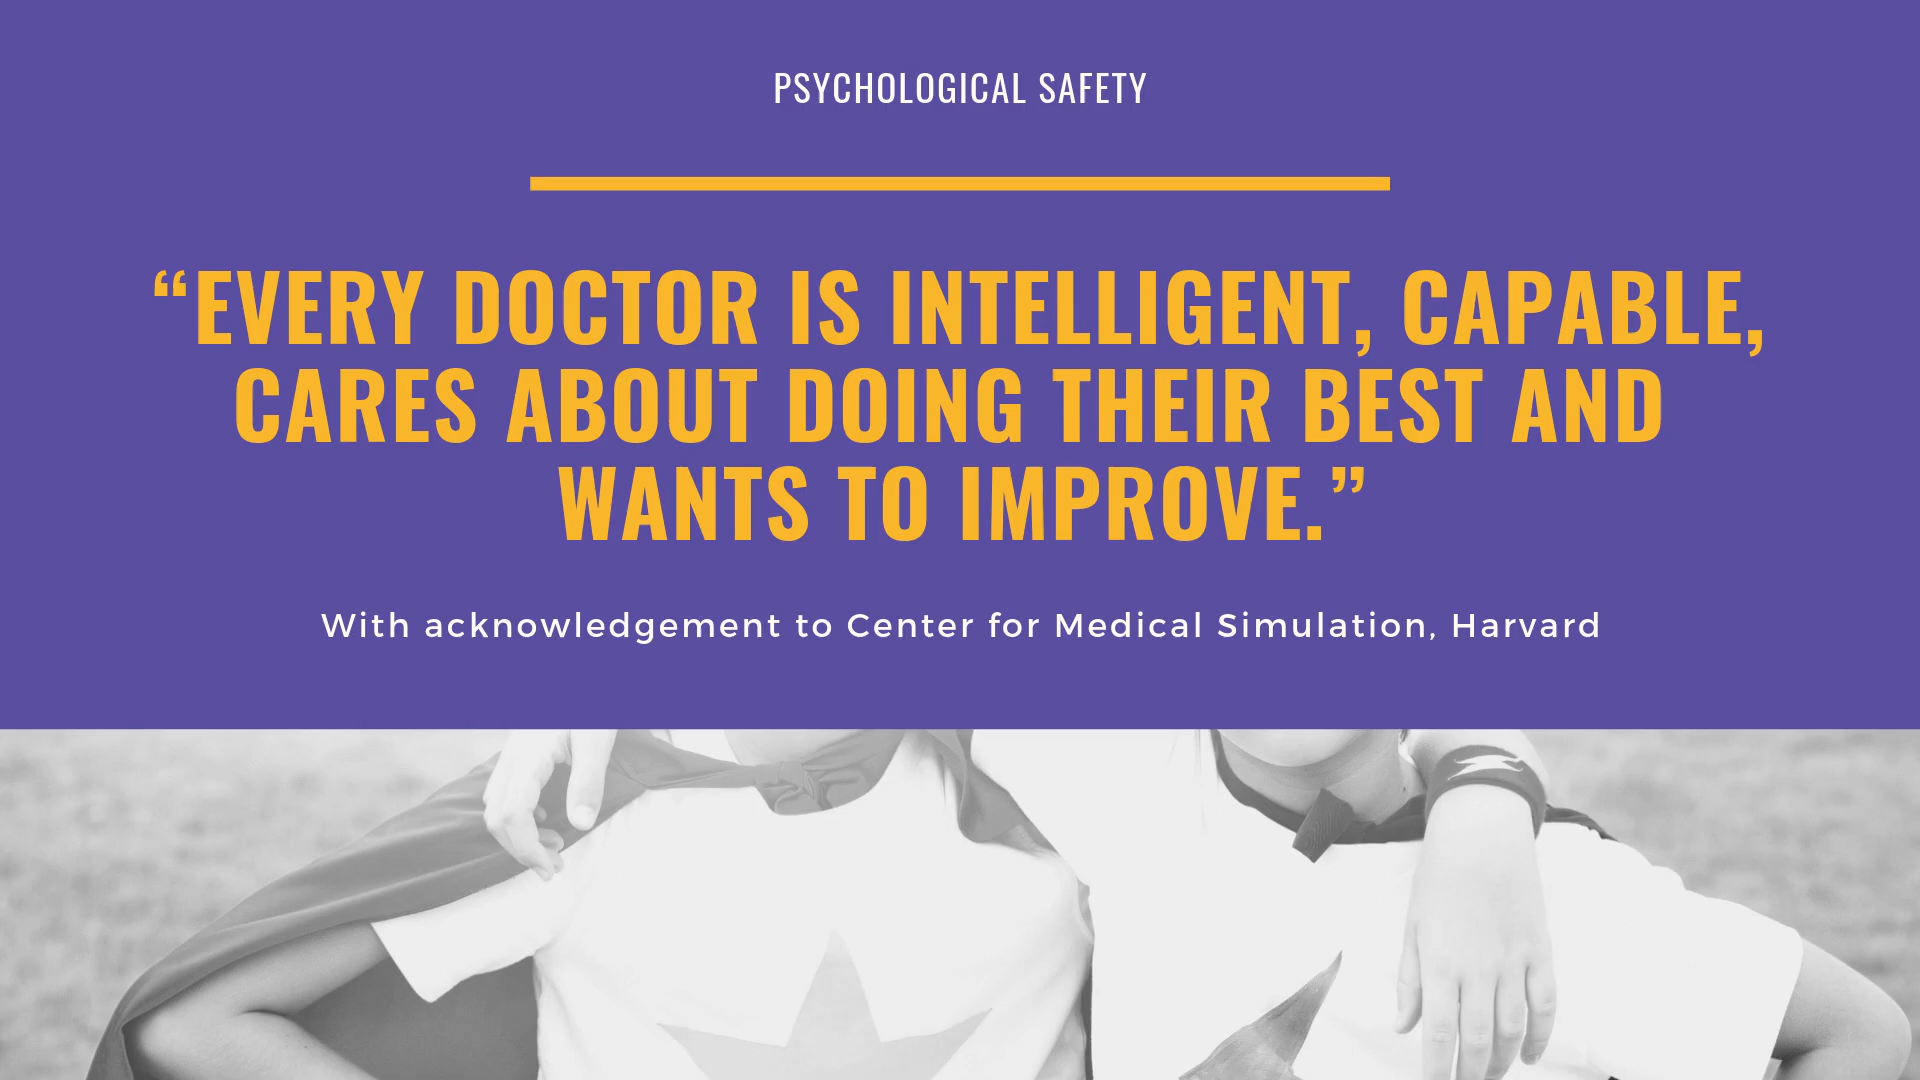 PSYCHOLOGICAL SAFETY
“EVERY DOCTOR IS INTELLIGENT, CAPABLE,
CARES ABOUT DOING THEIR BEST AND
WANTS TO IMPROVE.”
With acknowledgement to Center for Medical Simulation, Harvard